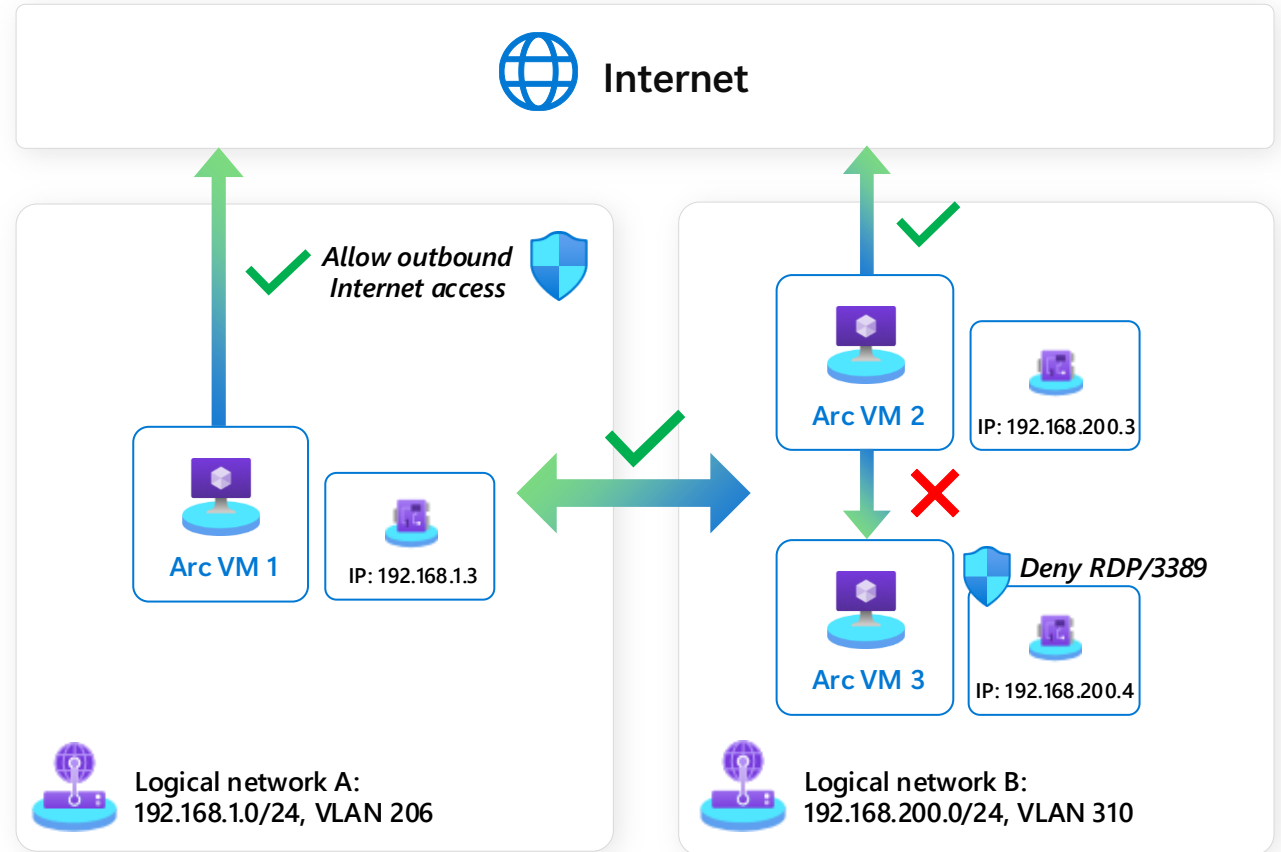 Internet
Allow outbound
Internet access
Arc VM 1
IP: 192.168.1.3
Logical network A:
192.168.1.0/24, VLAN 206
Arc VM 2
IP: 192.168.200.3
Deny RDP/3389
Arc VM 3
IP: 192.168.200.4
Logical network B:
192.168.200.0/24, VLAN 310